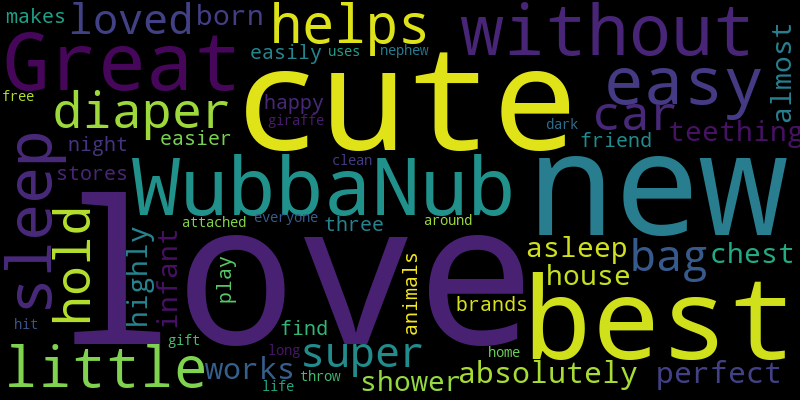 makes
loved
born
helps
without
Great
easily
uses
nephew
almost
cute
easy
free
diaper
happy
car
giraffe
dark
teething
night
easier
friend
sleep
stores
WubbaNub
clean
new
hold
attached
everyone
three
around
love
highly
infant
play
animals
asleep
bag
chest
house
best
brands
hit
find
gift
little
works
long
super
home
life
throw
shower
absolutely
perfect